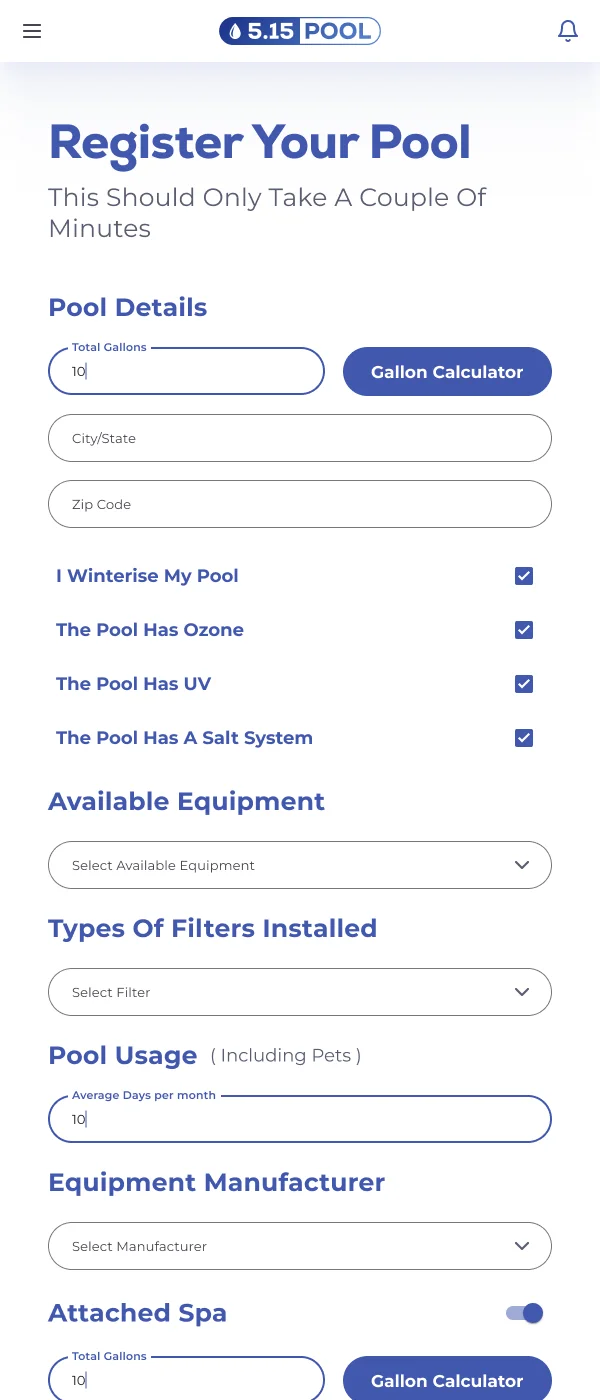 5.15 POOL
Register Your Pool
This Should Only Take A Couple Of
Minutes
Pool Details
Total Gallons
10
Gallon Calculator
City/State
Zip Code
I Winterise My Pool
The Pool Has Ozone
The Pool Has UV
The Pool Has A Salt System
Available Equipment
Select Available Equipment
Types Of Filters Installed
Select Filter
Pool Usage ( Including Pets )
Average Days per month
10
Equipment Manufacturer
Select Manufacturer
Attached Spa
Total Gallons
10
Gallon Calculator